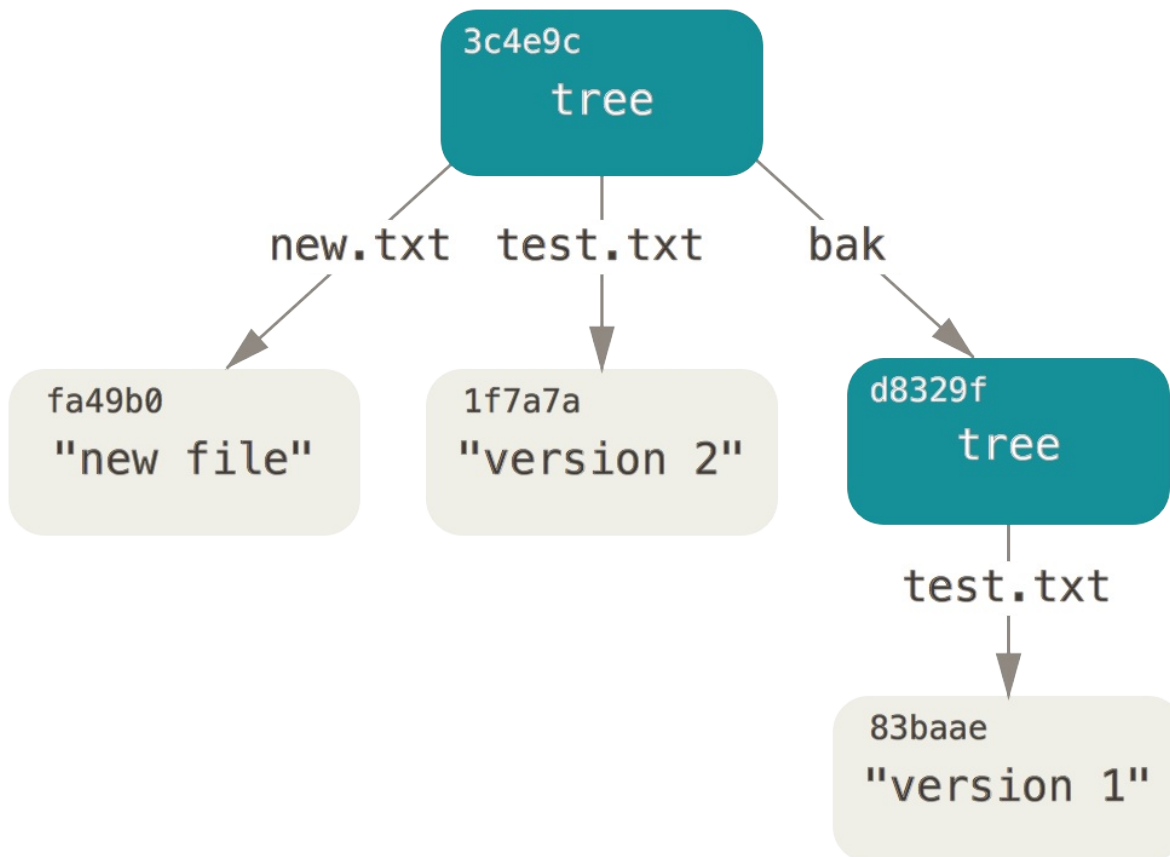 3c4e9c
tree
new.txt
test.txt
bak
fa49b0
"new file"
1f7a7a
"version 2"
d8329f
tree
test.txt
83baae
"version 1"